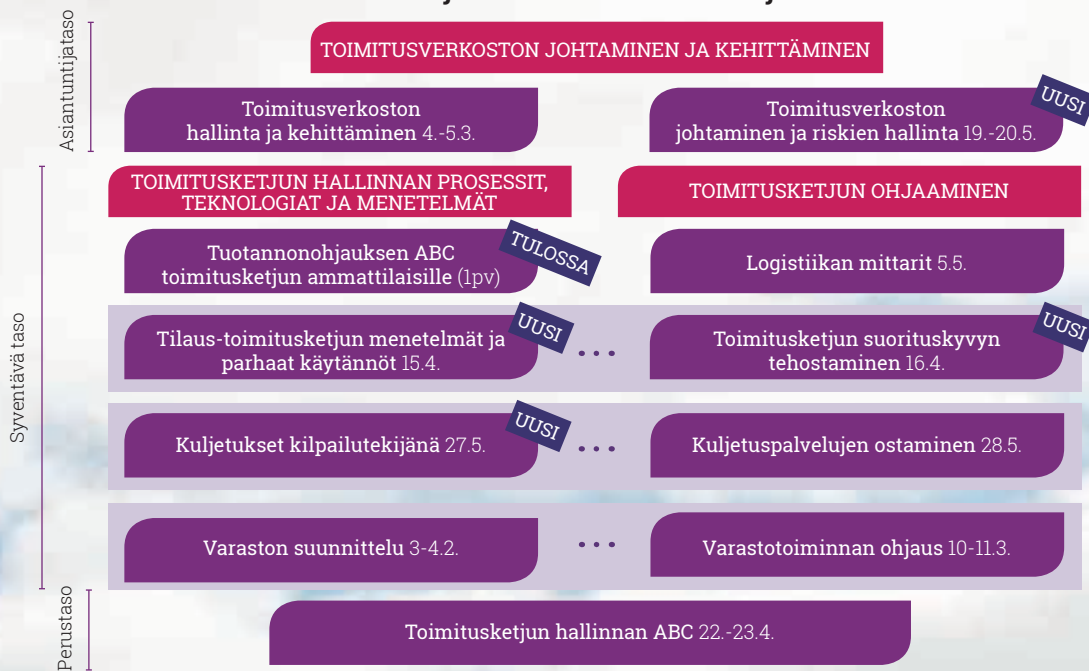 Asiantuntijataso
TOIMITUSVERKOSTON JOHTAMINEN JA KEHITTÄMINEN
Toimitusverkoston
hallinta ja kehittäminen 4.-5.3.
Toimitusverkoston
johtaminen ja riskien hallinta 19.-20.5.
UUSI
Syventävä taso
TOIMITUSKETJUN HALLINNAN PROSESSIT,
TEKNOLOGIAT JA MENETELMÄT
TOIMITUSKETJUN OHJAAMINEN
Tuotannonohjauksen ABC
toimitusketjun ammattilaisille (1pv)
TULOSSA
Logistiikan mittarit 5.5.
Tilaus-toimitusketjun menetelmät ja
parhaat käytännöt 15.4.
UUSI
...
Toimitusketjun suorituskyvyn
tehostaminen 16.4.
UUSI
Kuljetukset kilpailutekijänä 27.5.
UUSI
...
Kuljetuspalvelujen ostaminen 28.5.
Varaston suunnittelu 3-4.2.
...
Varastotoiminnan ohjaus 10-11.3.
Perustaso
Toimitusketjun hallinnan ABC 22.-23.4.